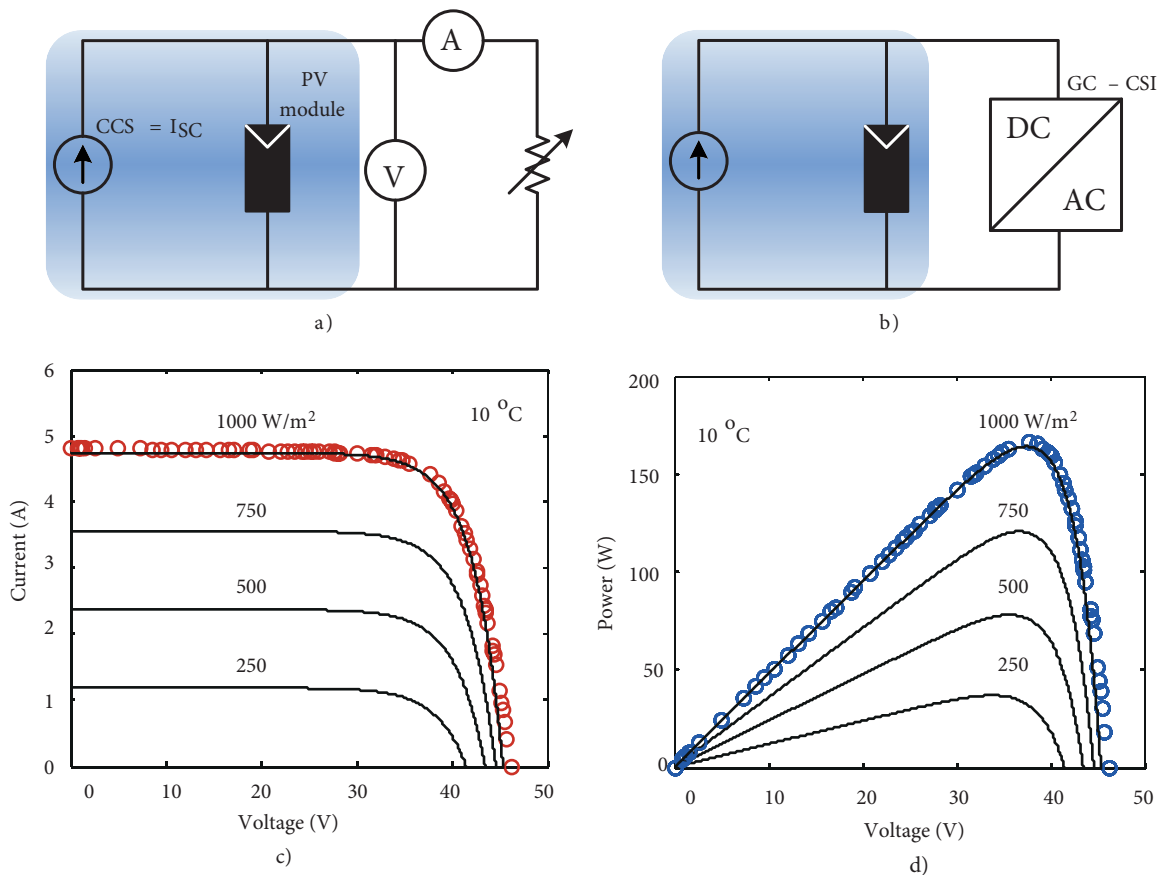 A
PV
module
CCS = I_SC
V
a)
GC – CSI
DC
AC
b)
6
5
4
3
2
1
0
Current (A)
1000 W/m²
10 °C
750
500
250
0 10 20 30 40 50
Voltage (V)
c)
200
150
100
50
0
Power (W)
10 °C
1000 W/m²
750
500
250
0 10 20 30 40 50
Voltage (V)
d)